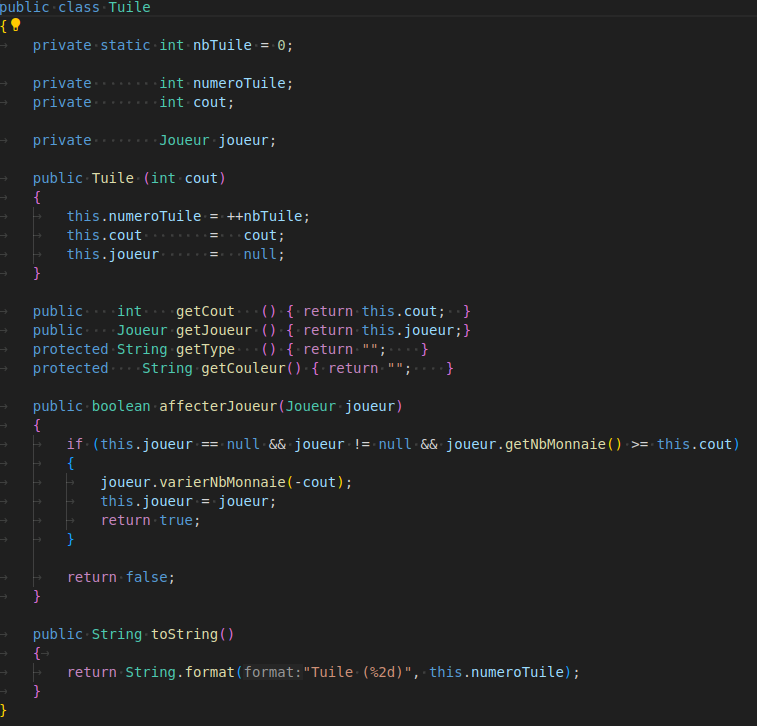 public class Tuile
{
private static int nbTuile = 0;
private int numeroTuile;
private int cout;
private Joueur joueur;
public Tuile (int cout)
{
this.numeroTuile = ++nbTuile;
this.cout = cout;
this.joueur = null;
}
public int getCout () { return this.cout; }
public Joueur getJoueur () { return this.joueur;}
protected String getType () { return ""; }
protected String getCouleur() { return ""; }
public boolean affecterJoueur(Joueur joueur)
{
if (this.joueur == null && joueur != null && joueur.getNbMonnaie() >= this.cout)
{
joueur.varierNbMonnaie(-cout);
this.joueur = joueur;
return true;
}
return false;
}
public String toString()
{
return String.format(format:"Tuile (%2d)", this.numeroTuile);
}
}